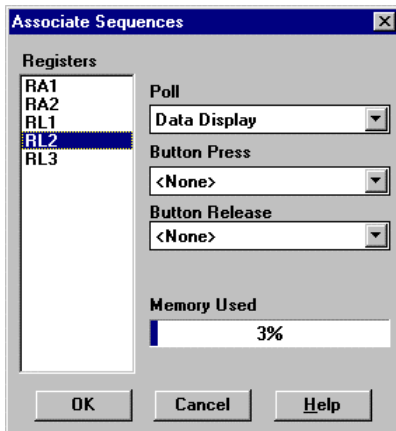 Associate Sequences
Registers
RA1
RA2
RL1
RL2
RL3
Poll
Data Display
Button Press
<None>
Button Release
<None>
Memory Used
3%
OK
Cancel
Help